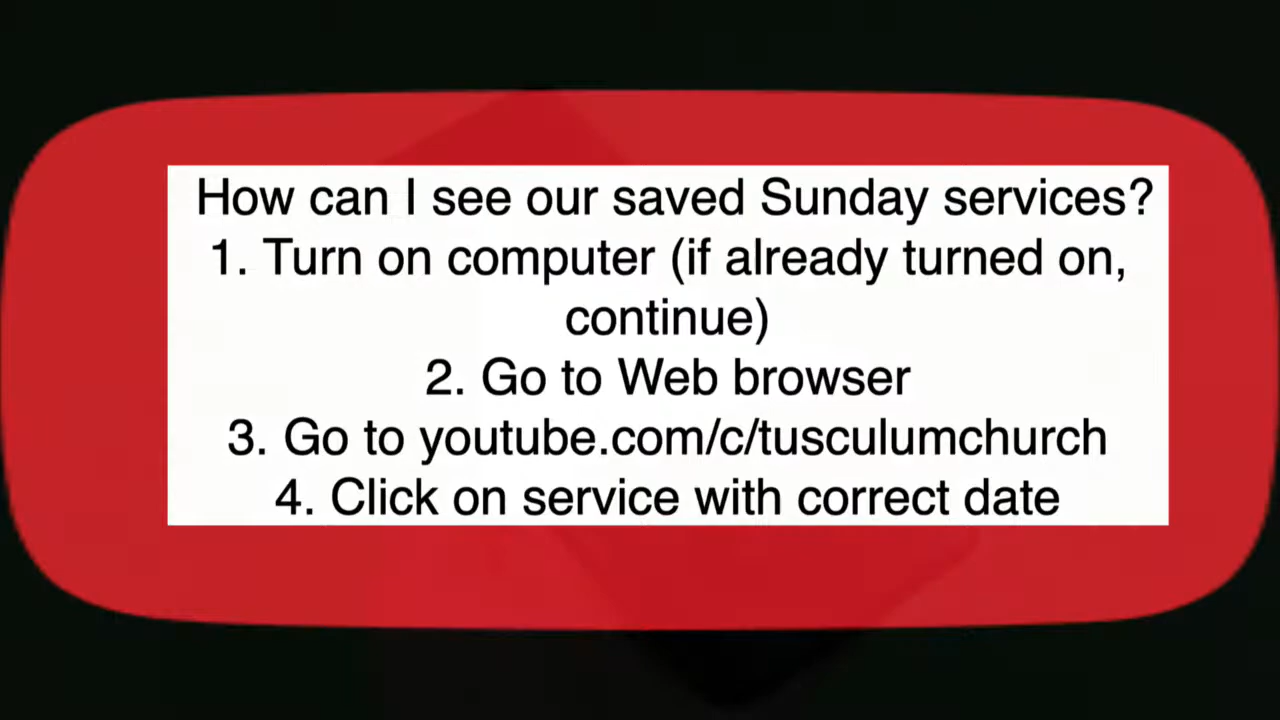 How can I see our saved Sunday services?
1. Turn on computer (if already turned on,
continue)
2. Go to Web browser
3. Go to youtube.com/c/tusculumchurch
4. Click on service with correct date